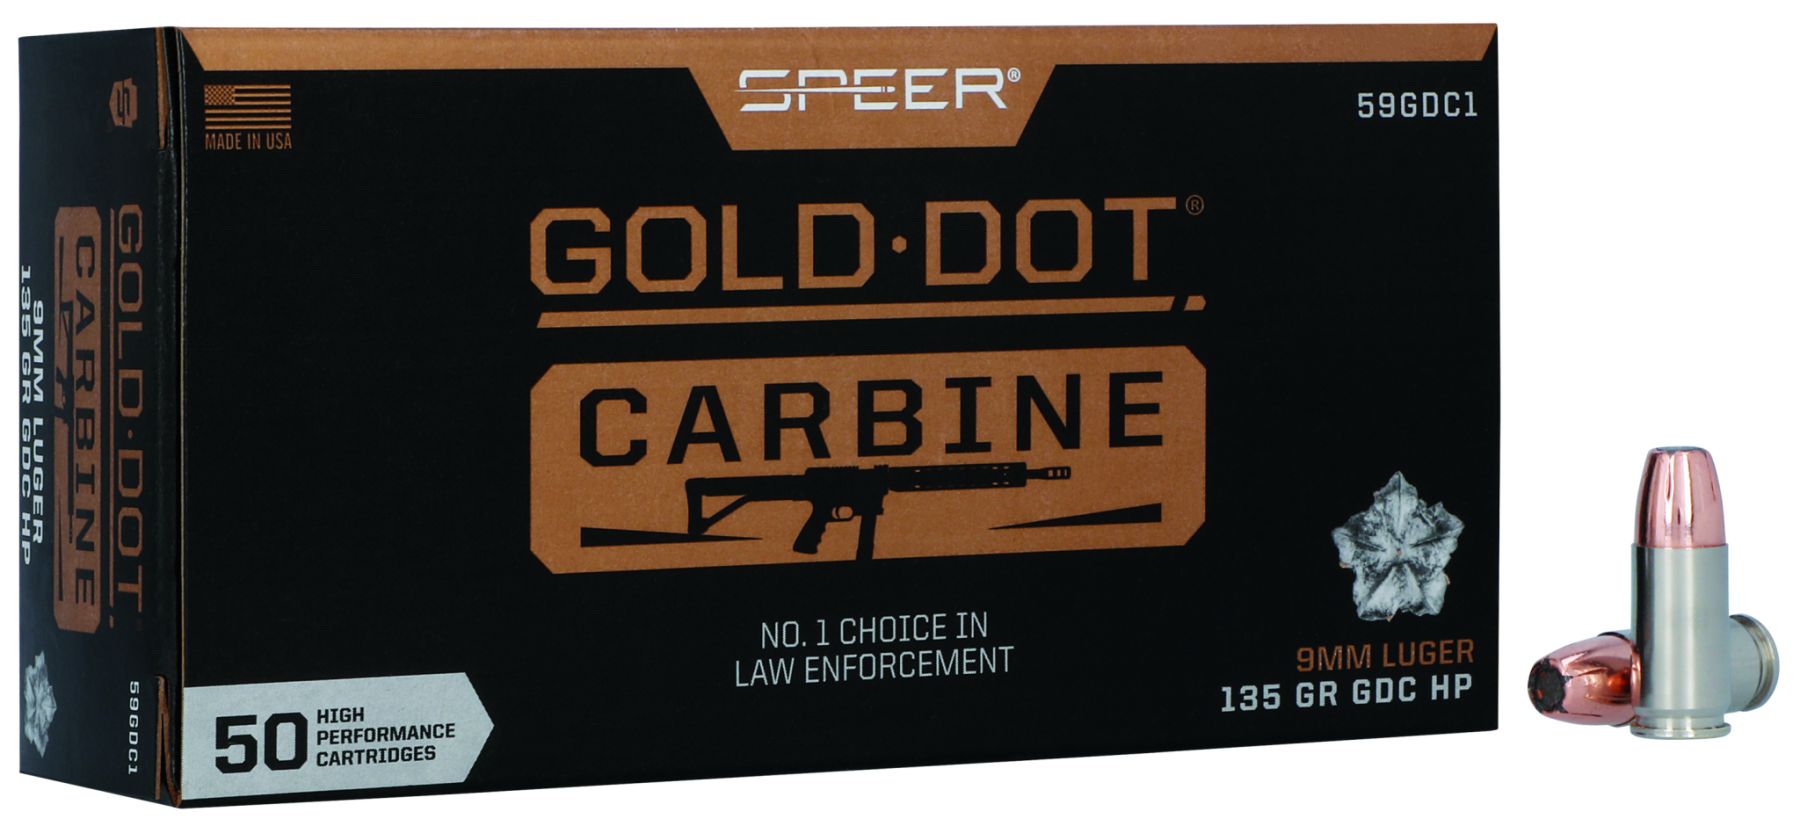 SPEER®
59GDC1
MADE IN USA
GOLD·DOT®
CARBINE
NO. 1 CHOICE IN
LAW ENFORCEMENT
9MM LUGER
135 GR GDC HP
50 HIGH
PERFORMANCE
CARTRIDGES
GOLD·DOT
CARBINE
9MM LUGER
135 GR GDC HP
59GDC1